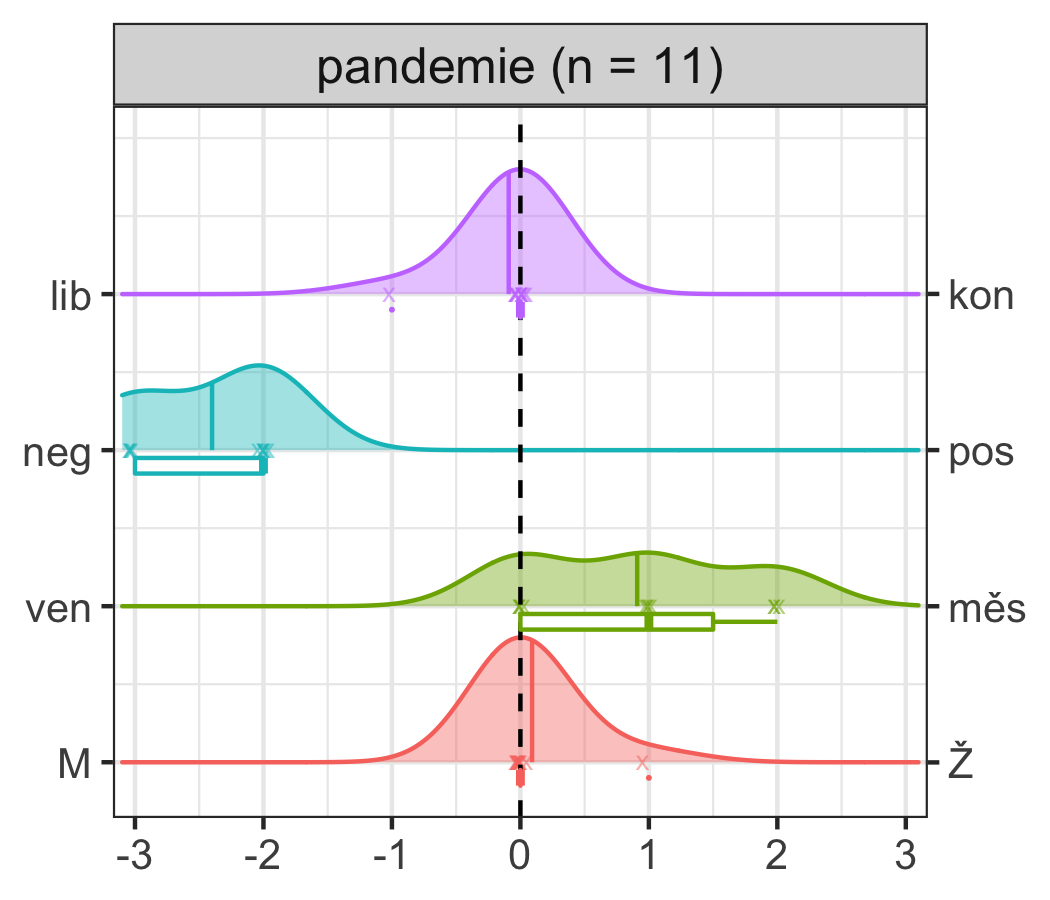 pandemie (n = 11)
lib kon
neg pos
ven měs
M Ž
-3 -2 -1 0 1 2 3